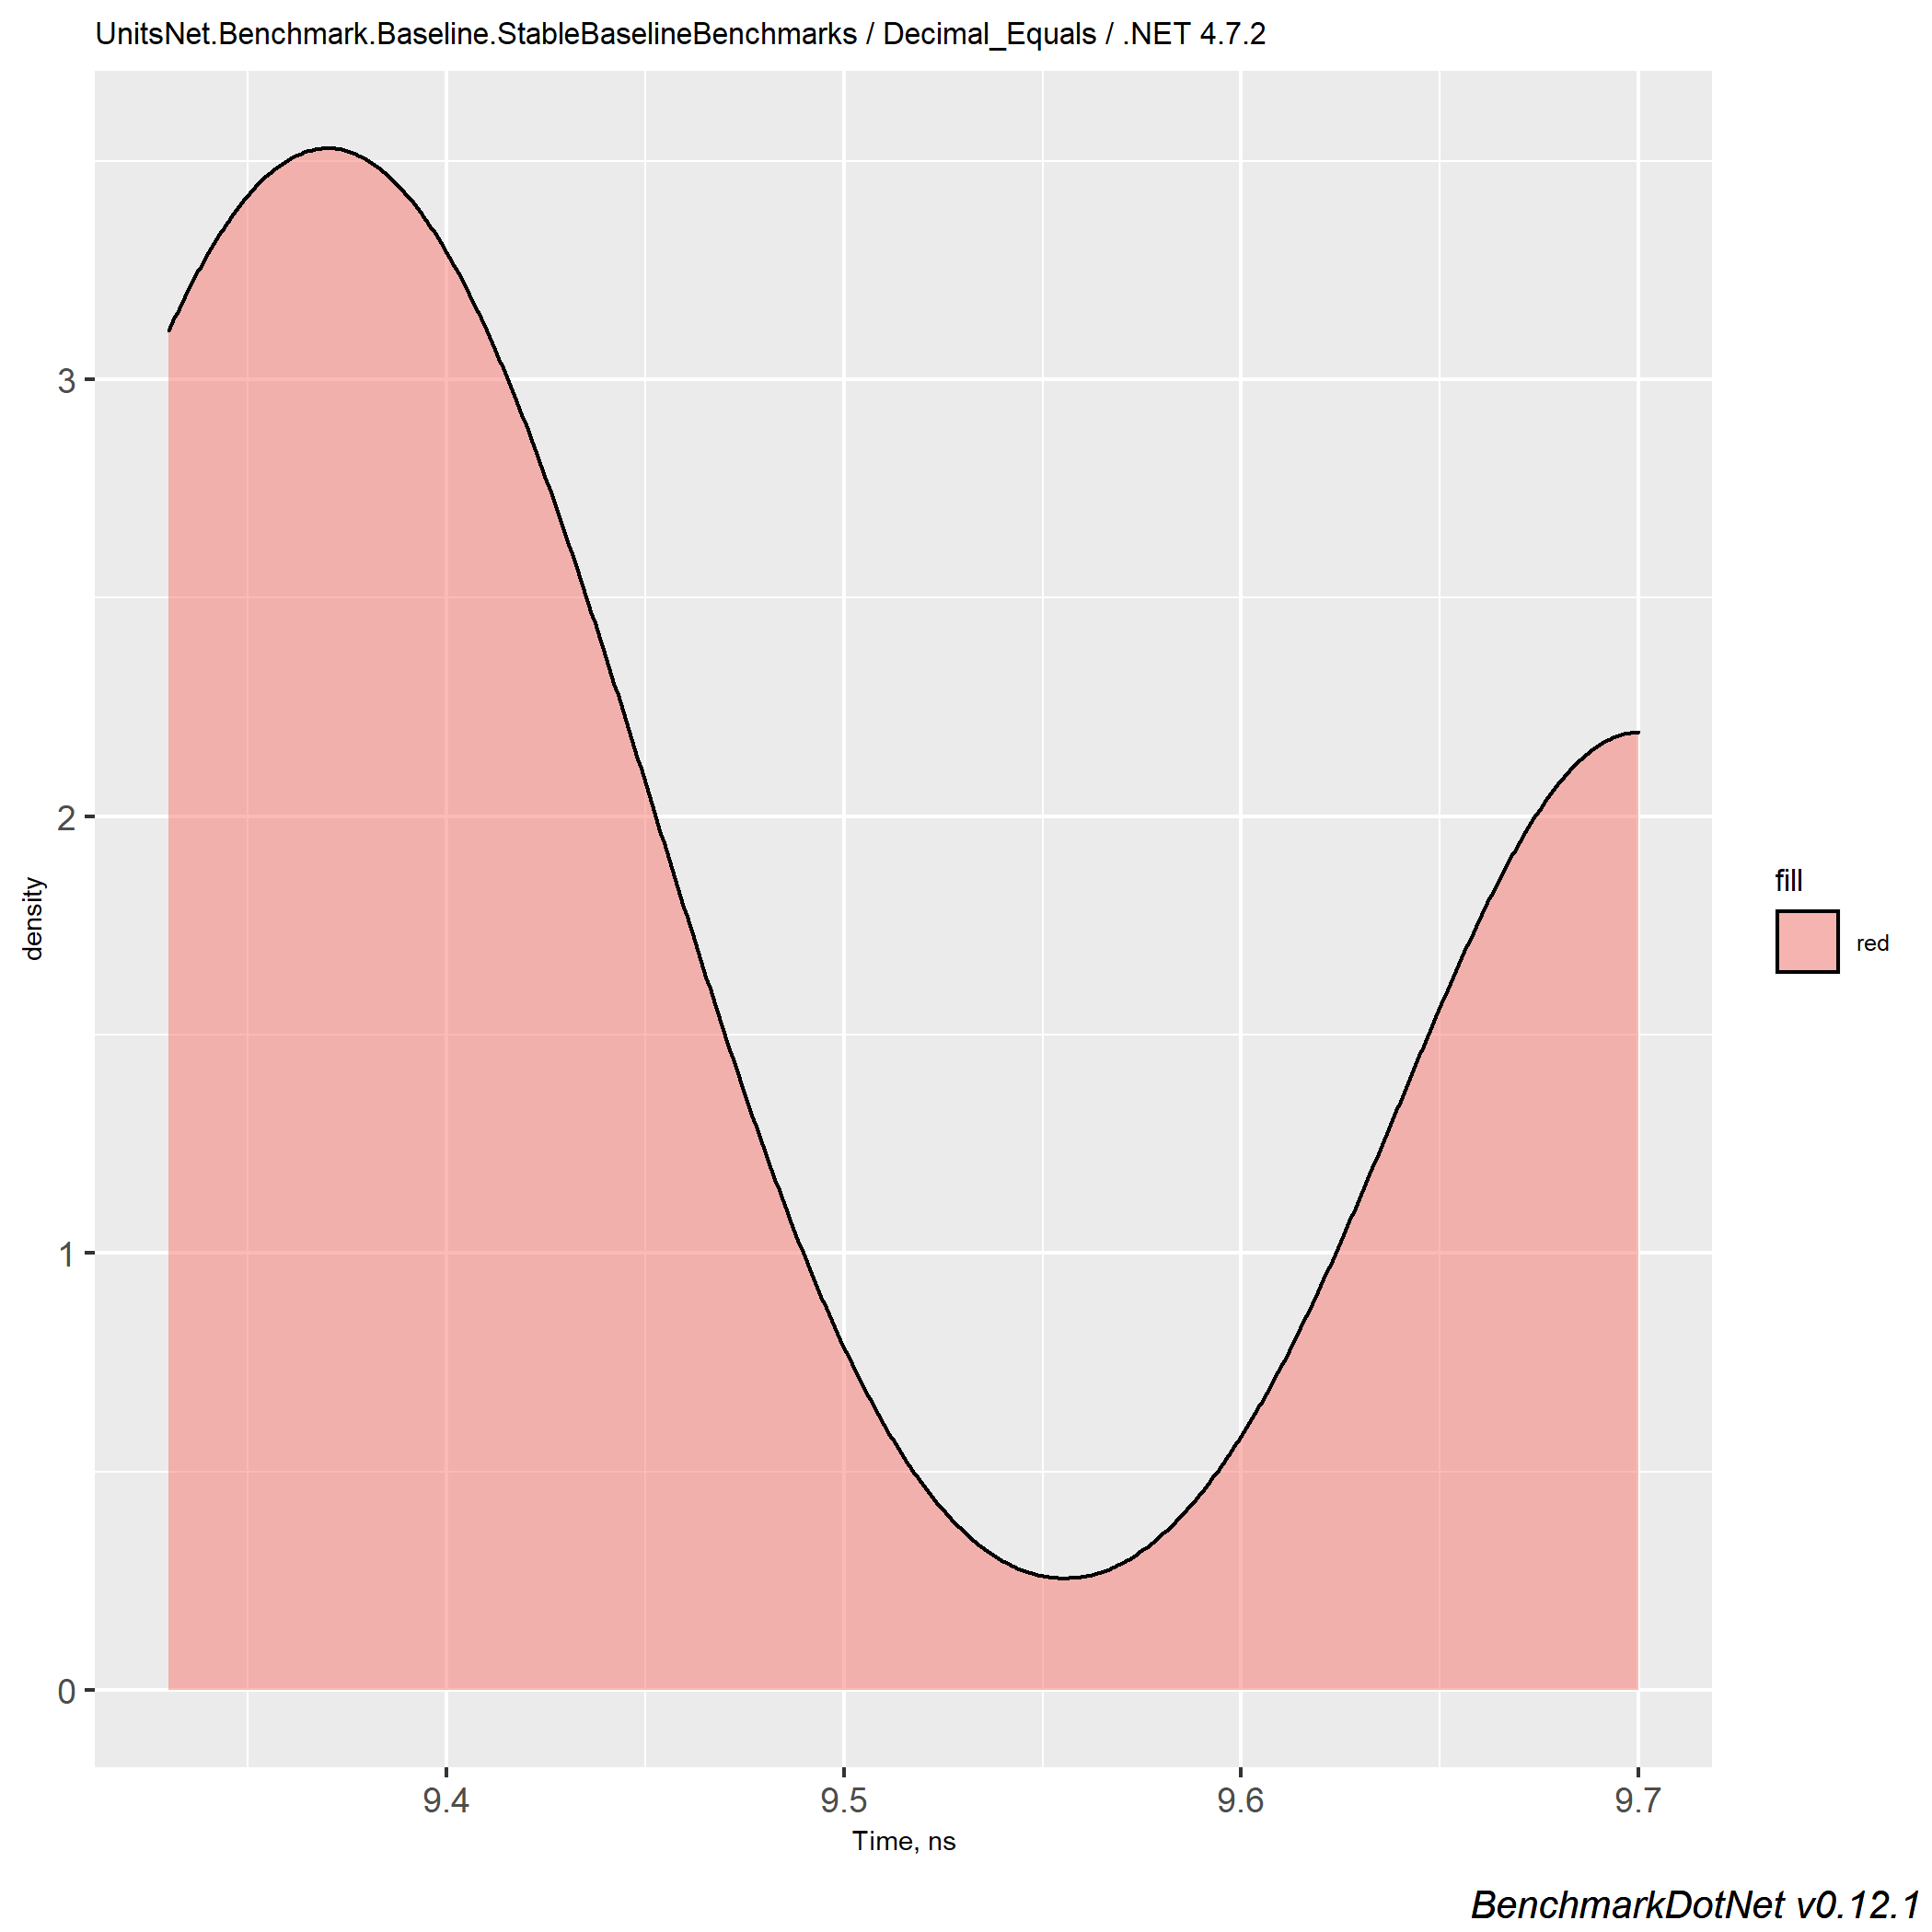 UnitsNet.Benchmark.Baseline.StableBaselineBenchmarks / Decimal_Equals / .NET 4.7.2
3
2
1
0
density
9.4 9.5 9.6 9.7
Time, ns
fill
red
BenchmarkDotNet v0.12.1